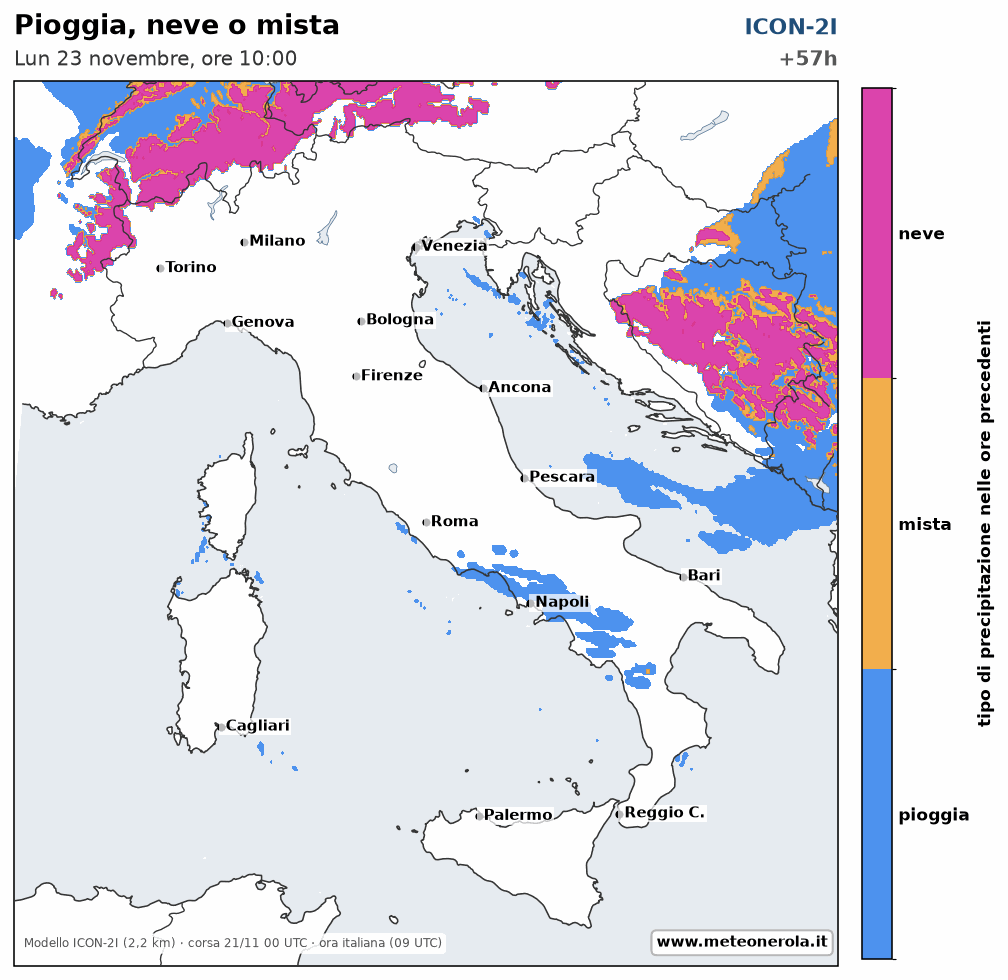 Pioggia, neve o mista
ICON-2I
Lun 23 novembre, ore 10:00
+57h
neve
Milano
Venezia
Torino
Genova
Bologna
Firenze
Ancona
Pescara
Roma
mista
Bari
Napoli
tipo di precipitazione nelle ore precedenti
Cagliari
Palermo
Reggio C.
pioggia
Modello ICON-2I (2,2 km) · corsa 21/11 00 UTC · ora italiana (09 UTC)
www.meteonerola.it